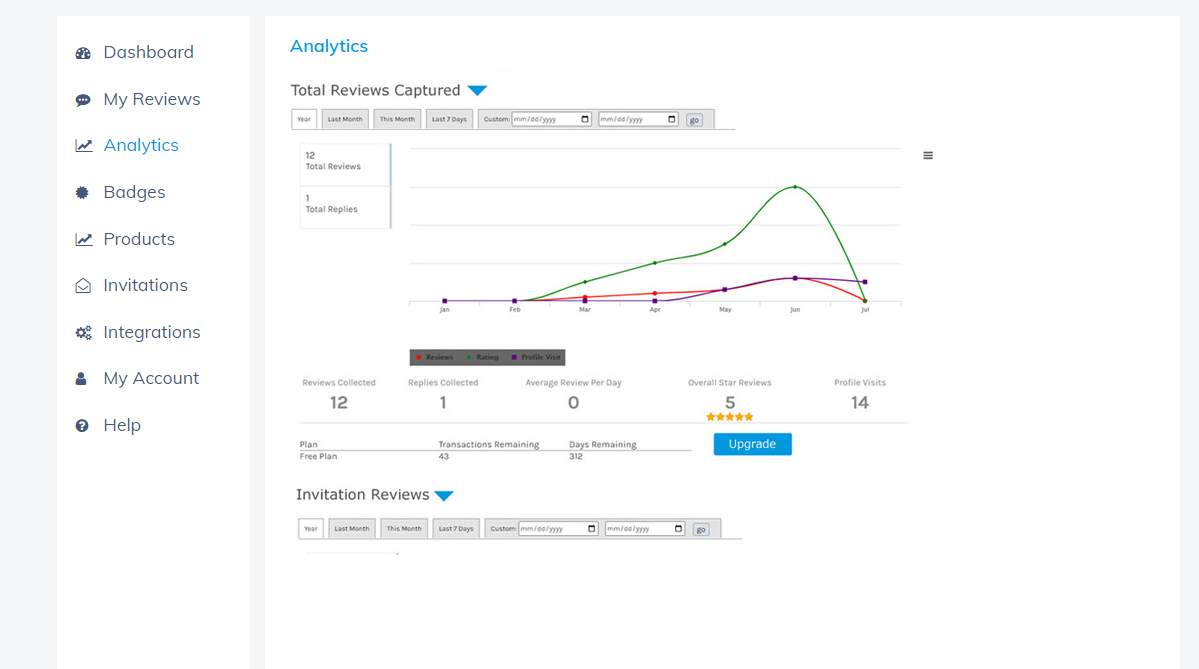 Dashboard
My Reviews
Analytics
Badges
Products
Invitations
Integrations
My Account
Help
Analytics
Total Reviews Captured
Year Last Month This Month Last 7 Days Custom: mm/dd/yyyy mm/dd/yyyy go
12
Total Reviews
1
Total Replies
Jan Feb Mar Apr May Jun Jul
Reviews Rating Profile Visit
Reviews Collected Replies Collected Average Review Per Day Overall Star Reviews Profile Visits
12 1 0 5 14
Plan Transactions Remaining Days Remaining
Free Plan 43 312
Upgrade
Invitation Reviews
Year Last Month This Month Last 7 Days Custom: mm/dd/yyyy mm/dd/yyyy go